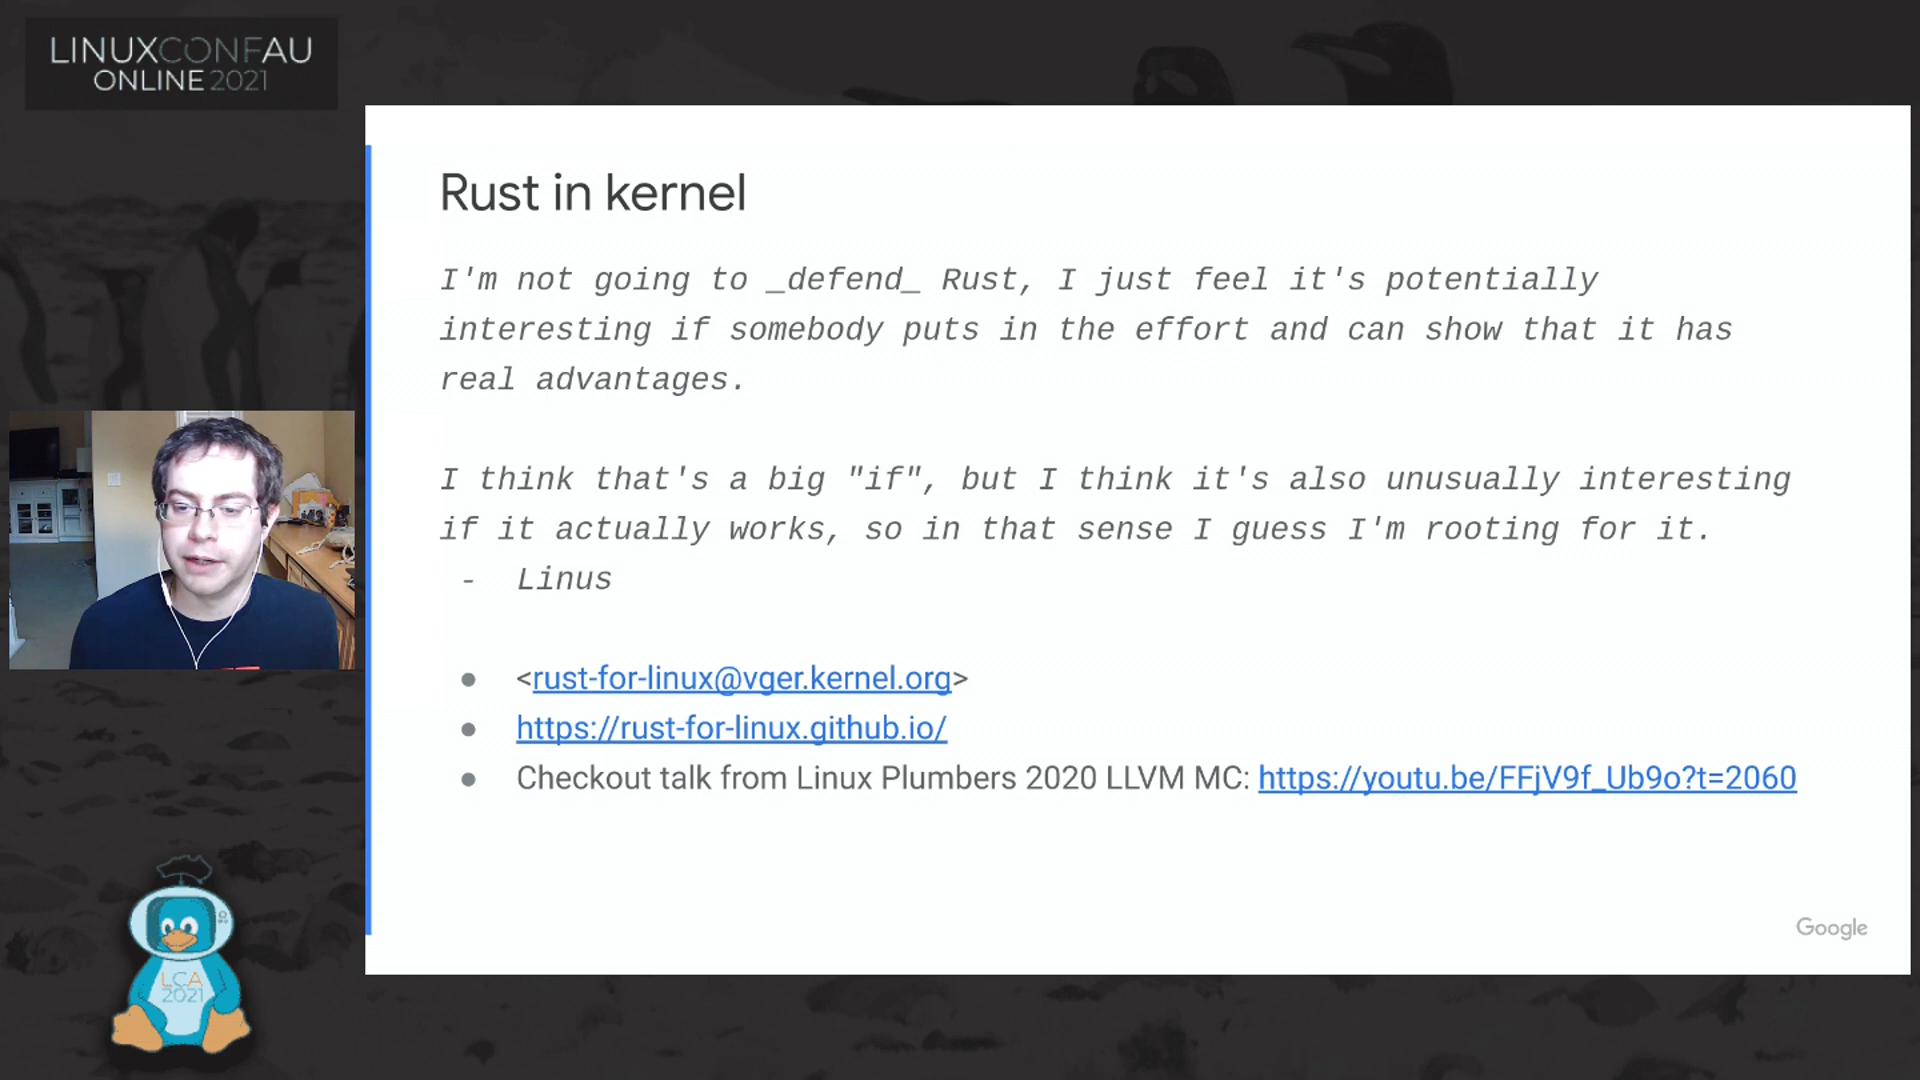 LINUXCONFAU
ONLINE 2021
Rust in kernel
I'm not going to _defend_ Rust, I just feel it's potentially
interesting if somebody puts in the effort and can show that it has
real advantages.
I think that's a big "if", but I think it's also unusually interesting
if it actually works, so in that sense I guess I'm rooting for it.
- Linus
● <rust-for-linux@vger.kernel.org>
● https://rust-for-linux.github.io/
● Checkout talk from Linux Plumbers 2020 LLVM MC: https://youtu.be/FFjV9f_Ub9o?t=2060
Google
LCA
2021